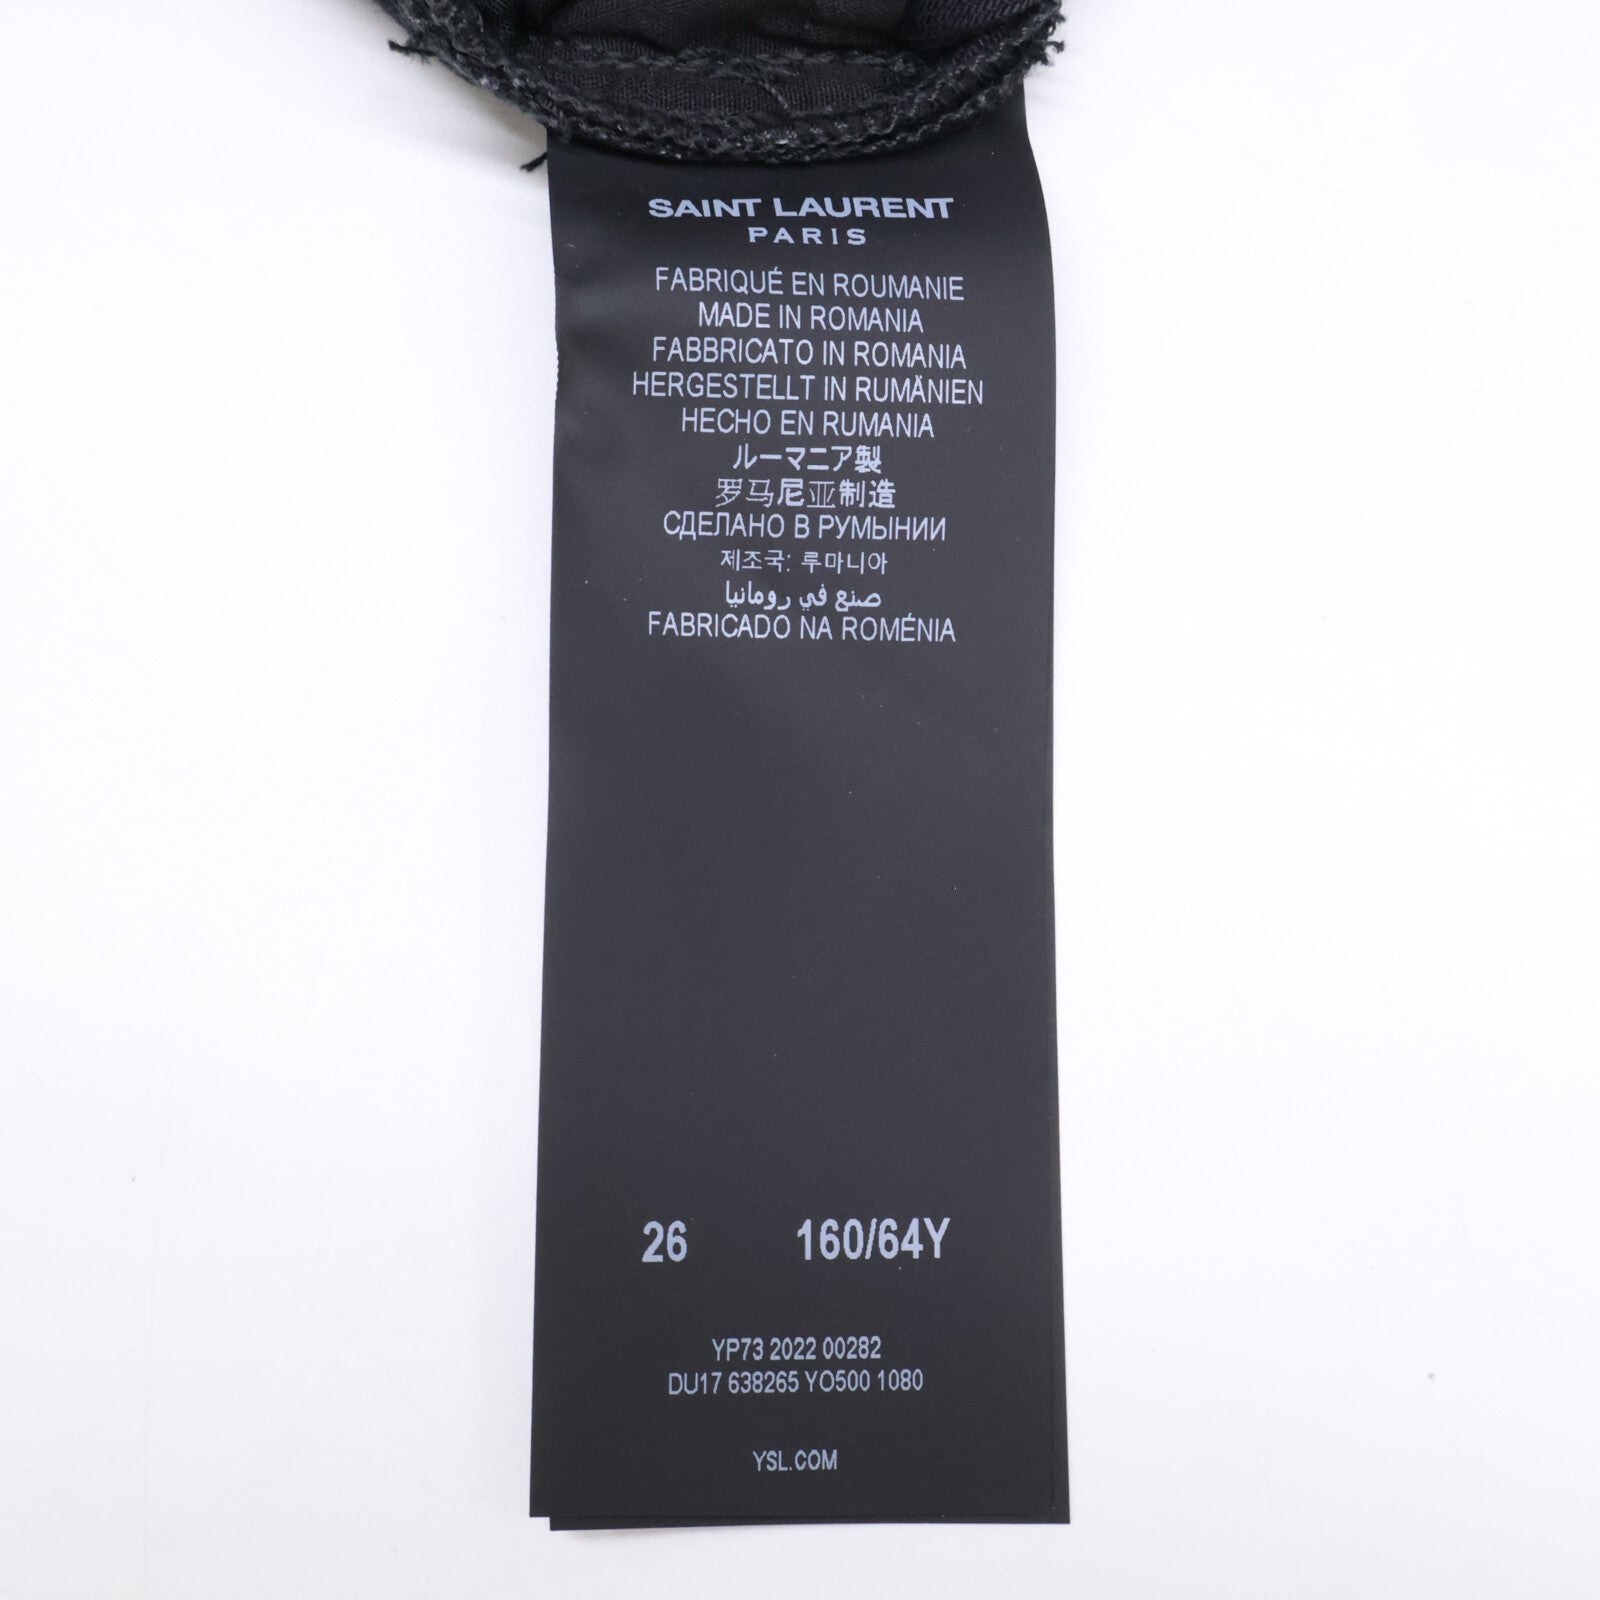 SAINT LAURENT
PARIS
FABRIQUÉ EN ROUMANIE
MADE IN ROMANIA
FABBRICATO IN ROMANIA
HERGESTELLT IN RUMÄNIEN
HECHO EN RUMANIA
ルーマニア製
罗马尼亚制造
СДЕЛАНО В РУМЫНИИ
제조국: 루마니아
صنع في رومانيا
FABRICADO NA ROMÉNIA
26 160/64Y
YP73 2022 00282
DU17 638265 YO500 1080
YSL.COM